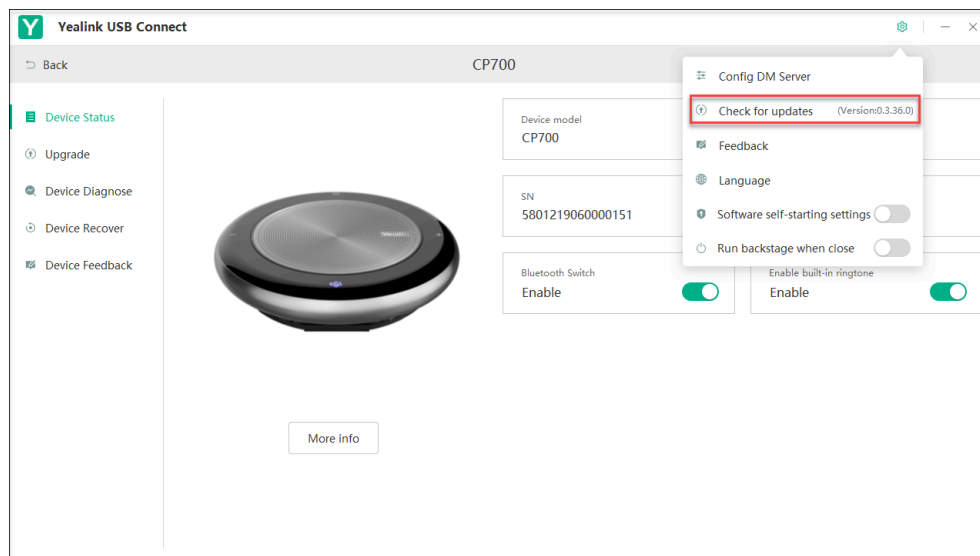 Y Yealink USB Connect
Back
CP700
Device Status
Upgrade
Device Diagnose
Device Recover
Device Feedback
Yealink
More info
Device model
CP700
SN
5801219060000151
Bluetooth Switch
Enable
Enable built-in ringtone
Enable
Config DM Server
Check for updates (Version:0.3.36.0)
Feedback
Language
Software self-starting settings
Run backstage when close